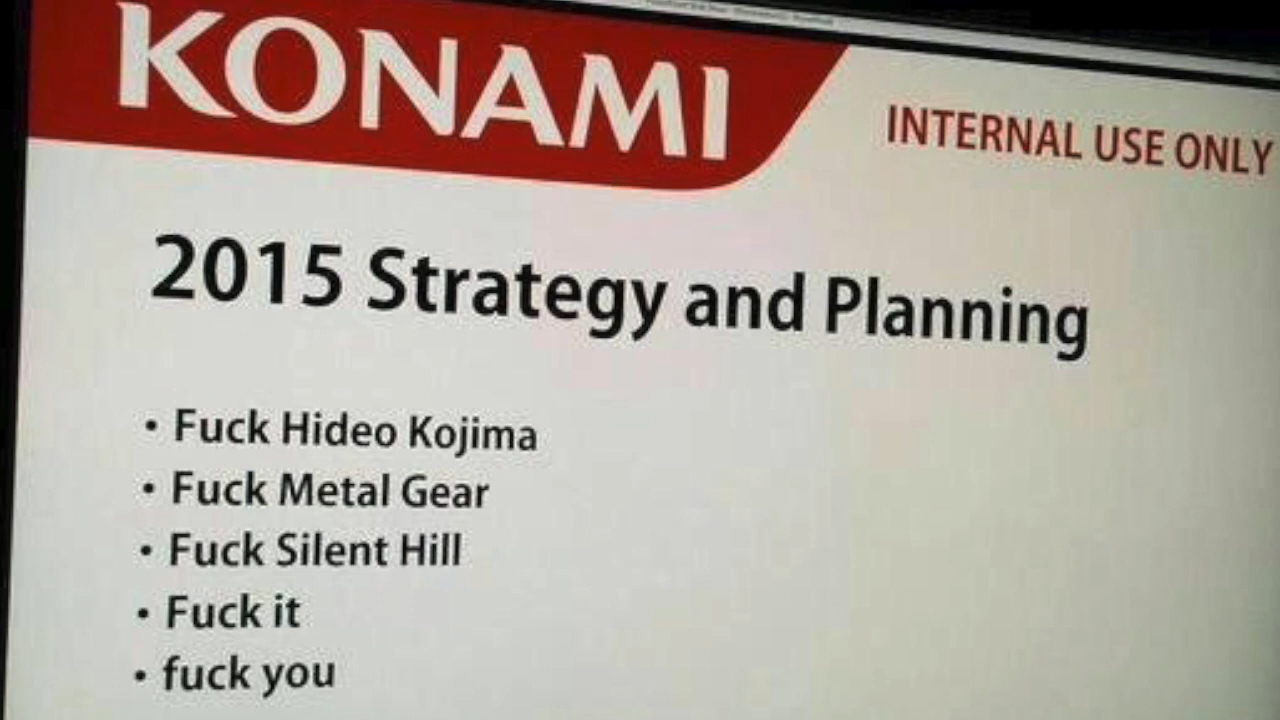 KONAMI
INTERNAL USE ONLY
2015 Strategy and Planning
• Fuck Hideo Kojima
• Fuck Metal Gear
• Fuck Silent Hill
• Fuck it
• fuck you